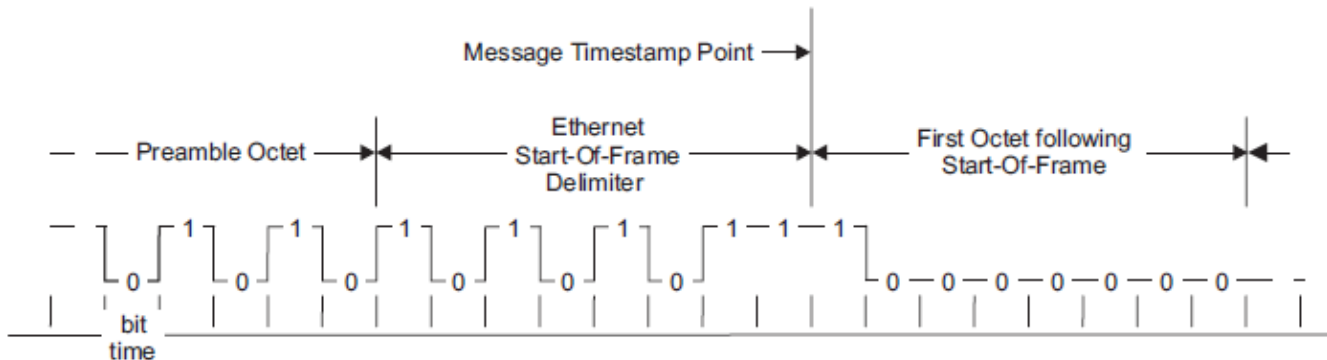 Message Timestamp Point
Preamble Octet
Ethernet
Start-Of-Frame
Delimiter
First Octet following
Start-Of-Frame
1 1 1 1 1 1 1 1
0 0 0 0 0 0 0 0 0 0 0 0 0
bit
time